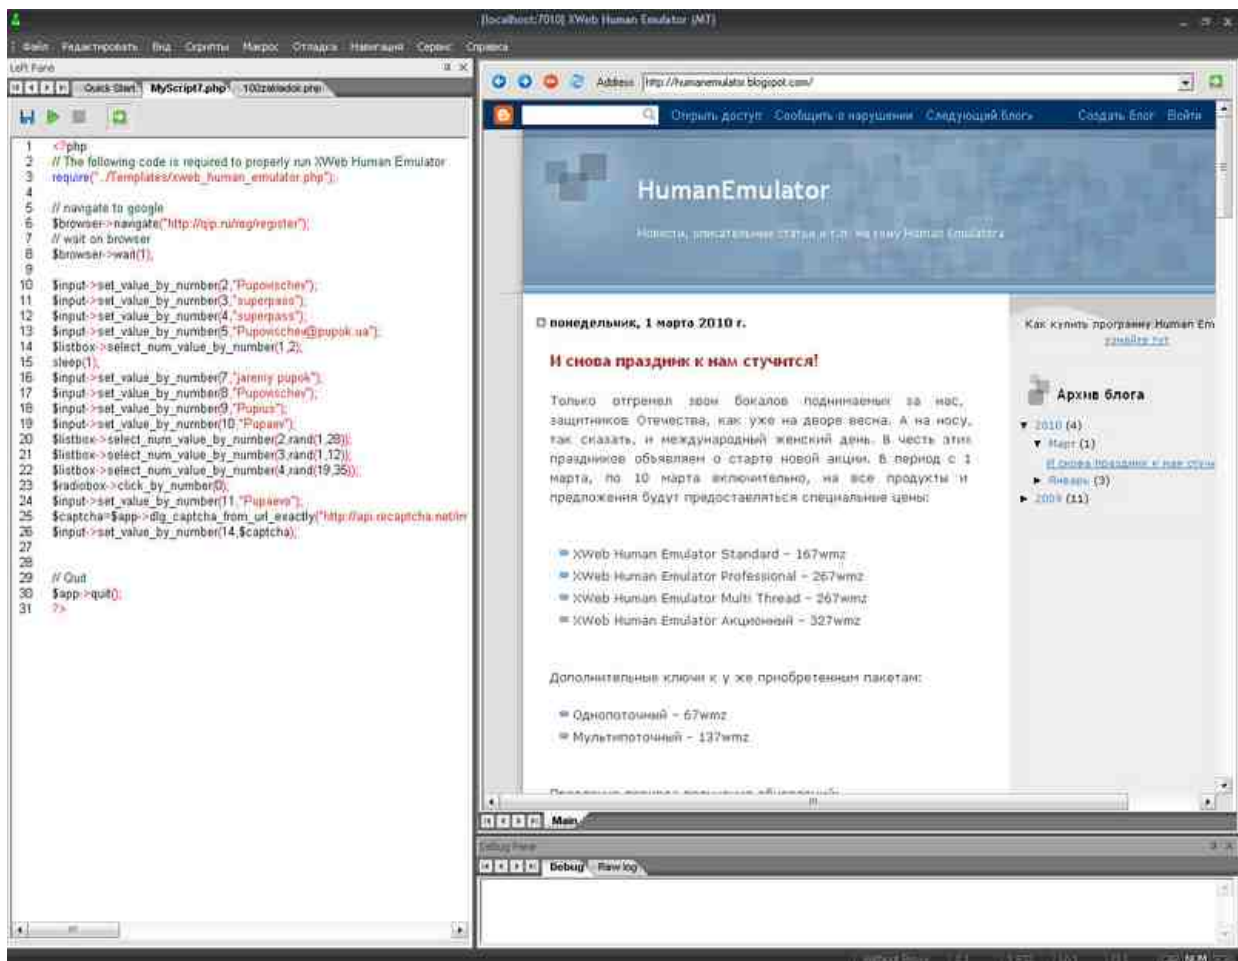 [localhost:7010] XWeb Human Emulator (MT)
Файл Редактировать Вид Скрипты Макрос Отладка Навигация Сервис Справка
Left Pane
Quick Start MyScript7.php 100zakladok.php
1 <?php
2 // The following code is required to properly run XWeb Human Emulator
3 require("../Templates/xweb_human_emulator.php");
4
5 // navigate to google
6 $browser->navigate("http://qip.ru/reg/register");
7 // wait on browser
8 $browser->wait(1);
9
10 $input->set_value_by_number(2,"Pupowschev");
11 $input->set_value_by_number(3,"superpass");
12 $input->set_value_by_number(4,"superpass");
13 $input->set_value_by_number(5,"Pupowschev@pupok.ua");
14 $listbox->select_num_value_by_number(1,2);
15 sleep(1);
16 $input->set_value_by_number(7,"jaremy pupok");
17 $input->set_value_by_number(8,"Pupowschev");
18 $input->set_value_by_number(9,"Pupius");
19 $input->set_value_by_number(10,"Pupaev");
20 $listbox->select_num_value_by_number(2,rand(1,28));
21 $listbox->select_num_value_by_number(3,rand(1,12));
22 $listbox->select_num_value_by_number(4,rand(19,35));
23 $radiobox->click_by_number(0);
24 $input->set_value_by_number(11,"Pupaevo");
25 $captcha=$app->dlg_captcha_from_url_exactly("http://api.recaptcha.net/im
26 $input->set_value_by_number(14,$captcha);
27
28
29 // Quit
30 $app->quit();
31 ?>
Address http://humanemulator.blogspot.com/
Открыть доступ Сообщить о нарушении Следующий блог» Создать блог Войти
HumanEmulator
Новости, описательные статьи и т.п. на тему Human Emulatorа
понедельник, 1 марта 2010 г.
И снова праздник к нам стучится!
Только отгремел звон бокалов поднимаемых за нас,
защитников Отечества, как уже на дворе весна. А на носу,
так сказать, и международный женский день. В честь этих
праздников объявляем о старте новой акции. В период с 1
марта, по 10 марта включительно, на все продукты и
предложения будут предоставляться специальные цены:
XWeb Human Emulator Standard – 167wmz
XWeb Human Emulator Professional – 267wmz
XWeb Human Emulator Multi Thread – 267wmz
XWeb Human Emulator Акционный – 327wmz
Дополнительные ключи к у же приобретенным пакетам:
Однопоточный – 67wmz
Мультипоточный – 137wmz
Как купить программу Human Em
узнайте тут
Архив блога
▼ 2010 (4)
▼ Март (1)
И снова праздник к нам стучи
► Январь (3)
► 2009 (11)
Main
Debug Pane
Debug Raw log
NUM